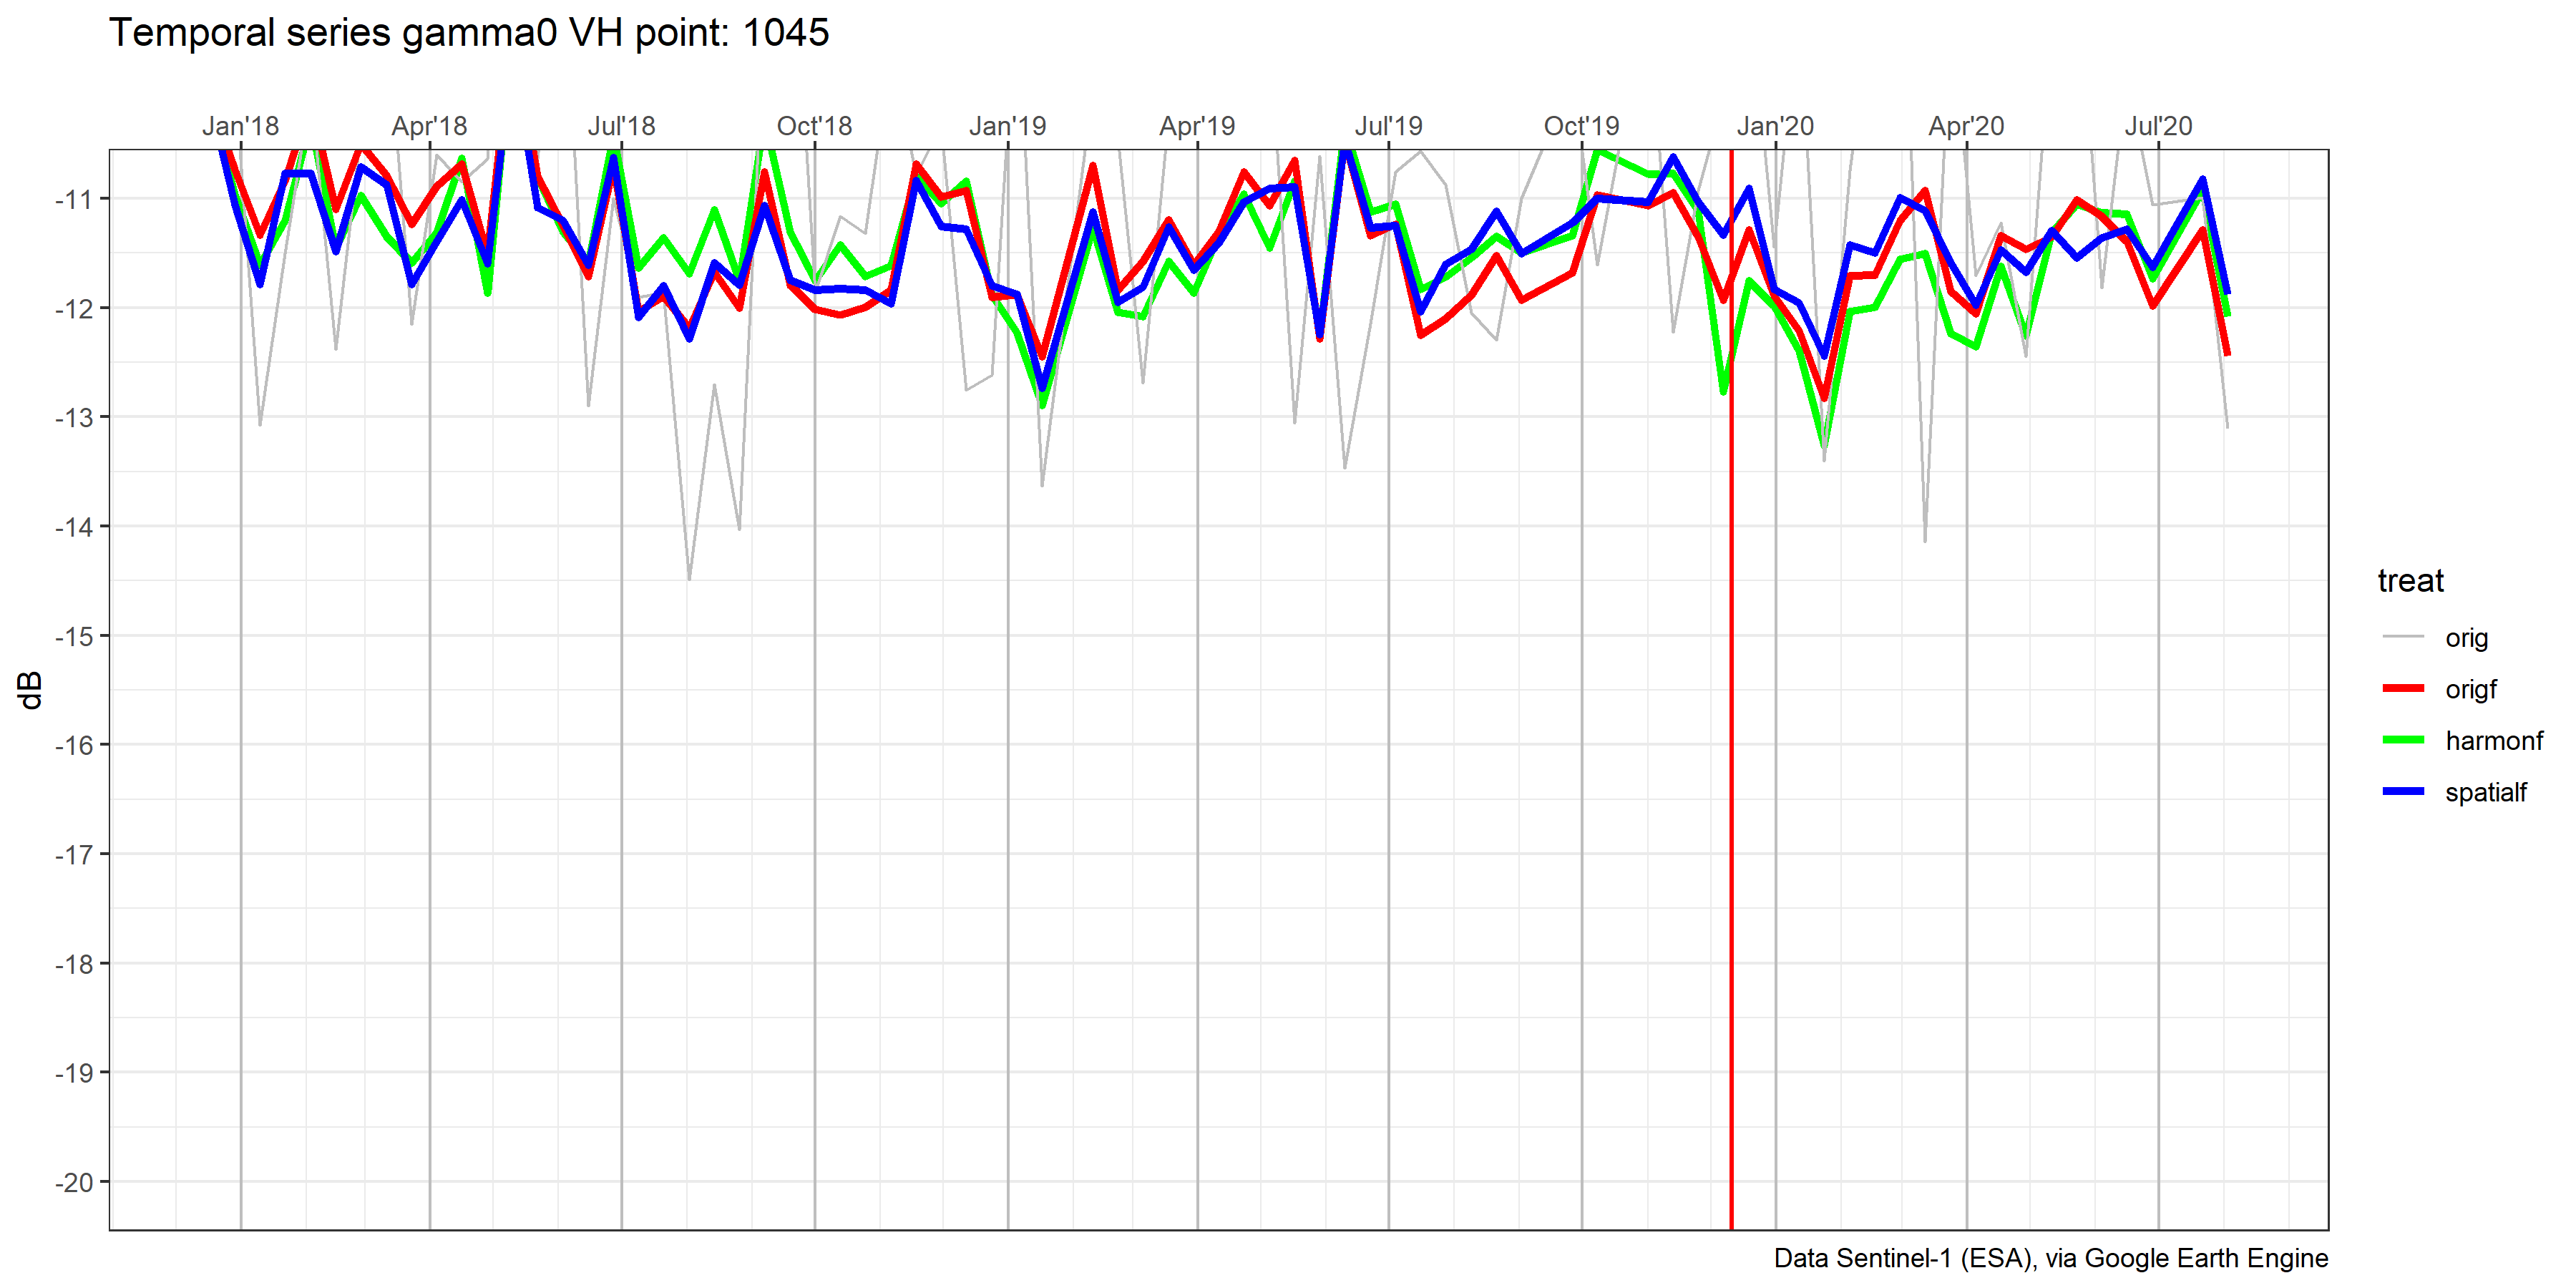 Temporal series gamma0 VH point: 1045
Jan'18 Apr'18 Jul'18 Oct'18 Jan'19 Apr'19 Jul'19 Oct'19 Jan'20 Apr'20 Jul'20
-11
-12
-13
-14
-15
-16
-17
-18
-19
-20
dB
treat
orig
origf
harmonf
spatialf
Data Sentinel-1 (ESA), via Google Earth Engine